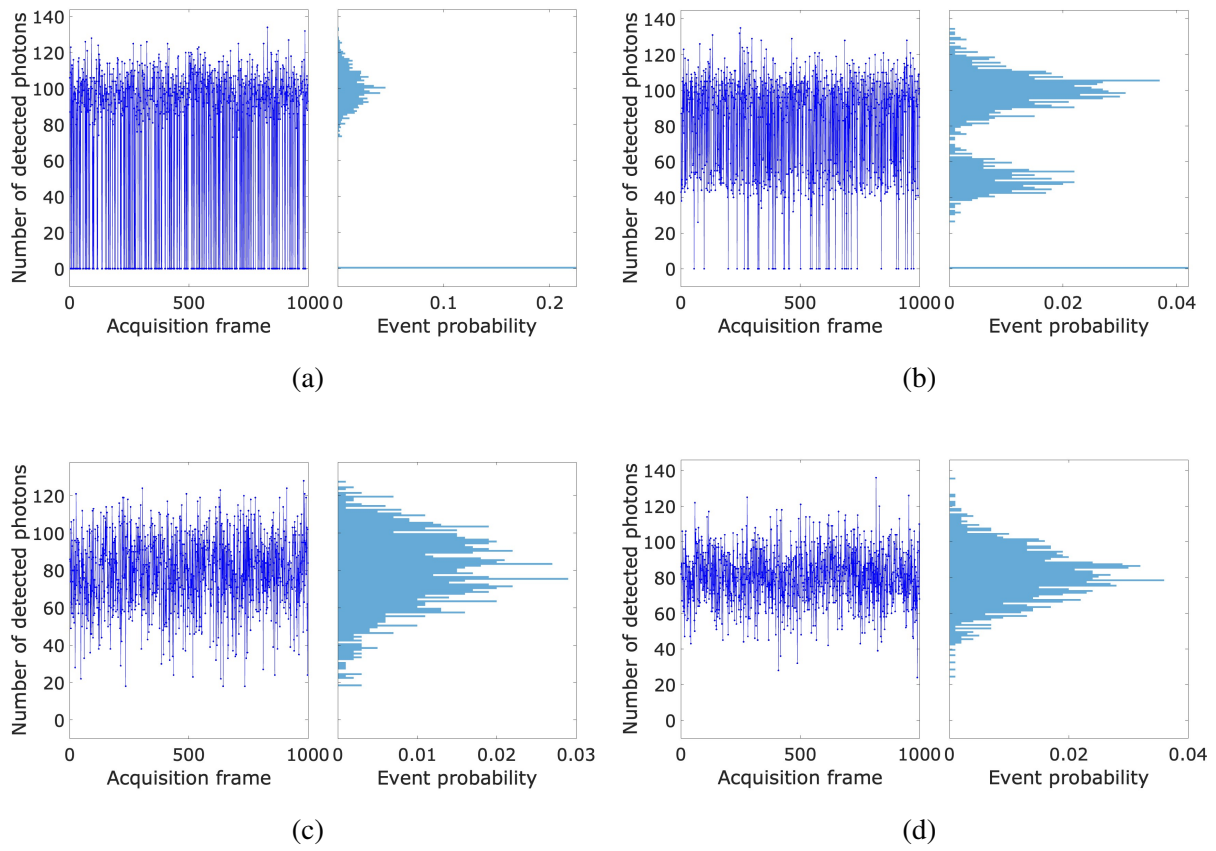 140
120
100
80
60
40
20
0
Number of detected photons
0 500 1000
Acquisition frame
0 0.1 0.2
Event probability
(a)
140
120
100
80
60
40
20
0
Number of detected photons
0 500 1000
Acquisition frame
0 0.02 0.04
Event probability
(b)
120
100
80
60
40
20
0
Number of detected photons
0 500 1000
Acquisition frame
0 0.01 0.02 0.03
Event probability
(c)
140
120
100
80
60
40
20
0
Number of detected photons
0 500 1000
Acquisition frame
0 0.02 0.04
Event probability
(d)